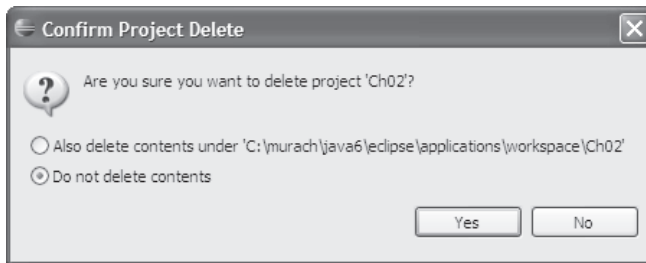 Confirm Project Delete
Are you sure you want to delete project 'Ch02'?
Also delete contents under 'C:\murach\java6\eclipse\applications\workspace\Ch02'
Do not delete contents
Yes
No